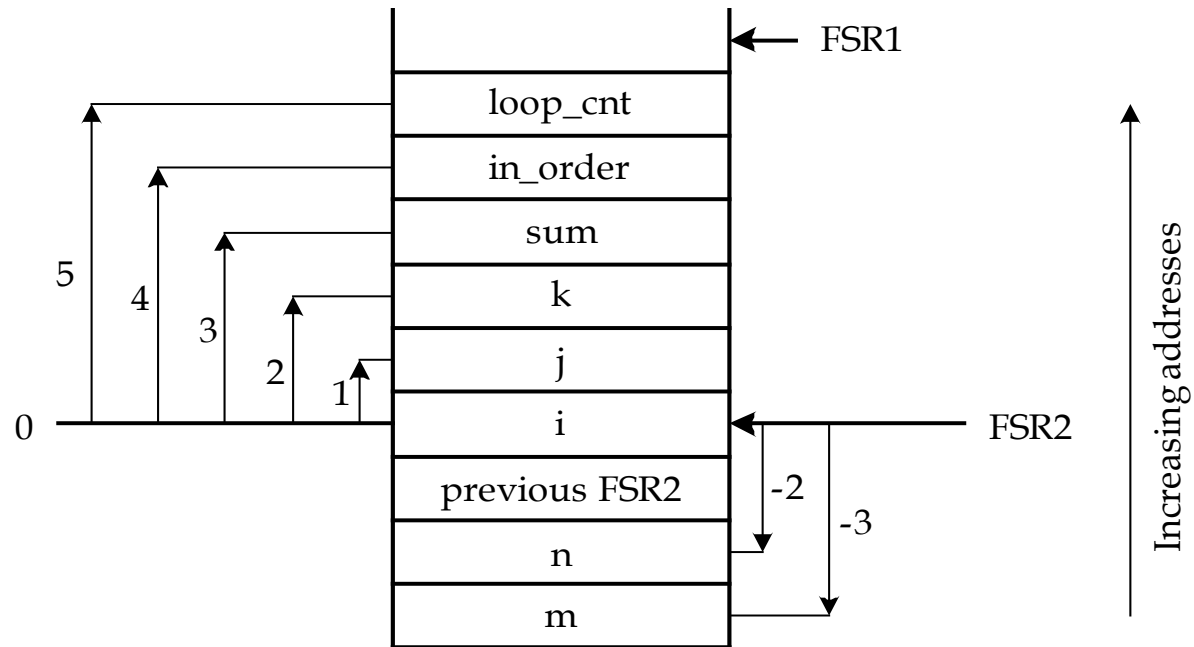 FSR1
loop_cnt
in_order
sum
5
4
k
3
2
j
1
0
i
FSR2
previous FSR2
-2
-3
n
m
Increasing addresses